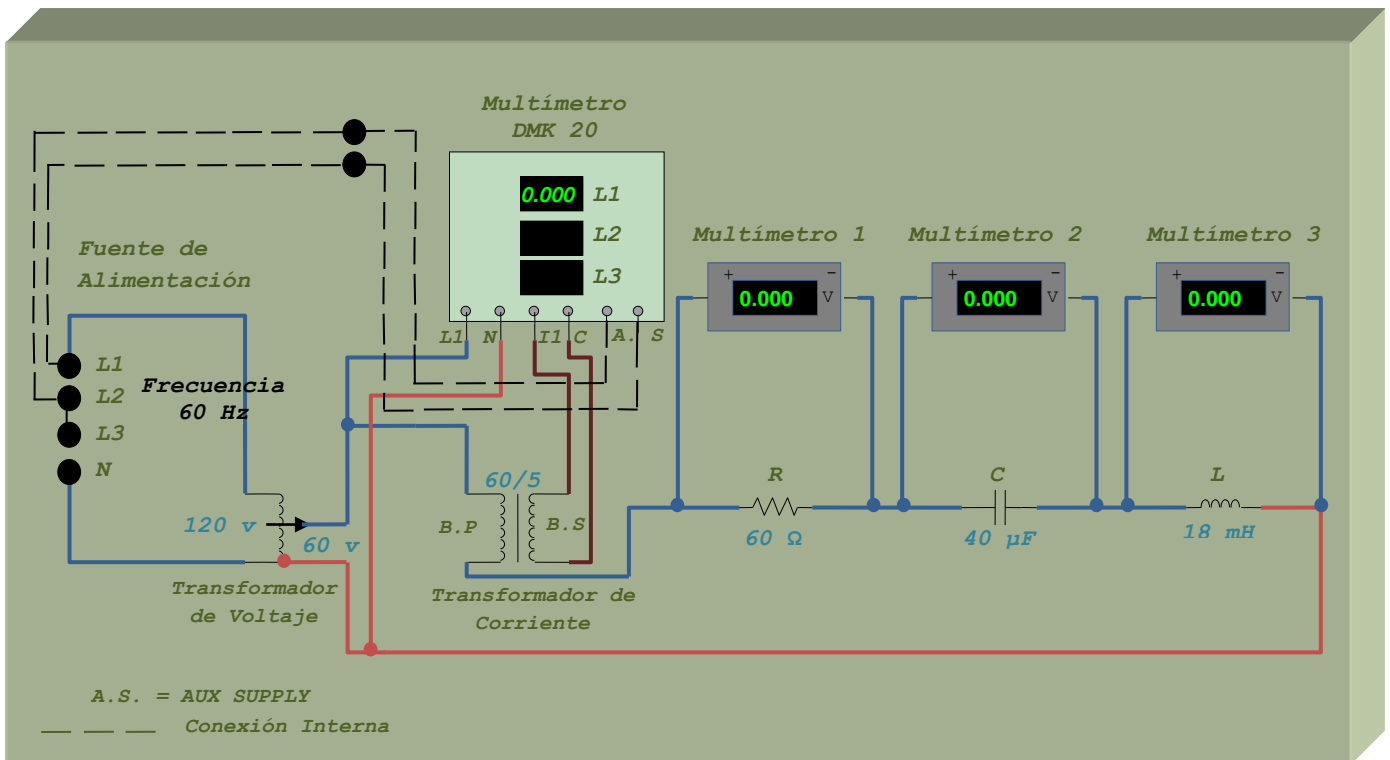 Multímetro
DMK 20
0.000 L1
L2
L3
L1 N I1 C A. S
Fuente de
Alimentación
L1
L2
L3
N
Frecuencia
60 Hz
120 v
60 v
Transformador
de Voltaje
60/5
B.P
B.S
Transformador de
Corriente
Multímetro 1
+ −
0.000 V
Multímetro 2
+ −
0.000 V
Multímetro 3
+ −
0.000 V
R
60 Ω
C
40 µF
L
18 mH
A.S. = AUX SUPPLY
Conexión Interna